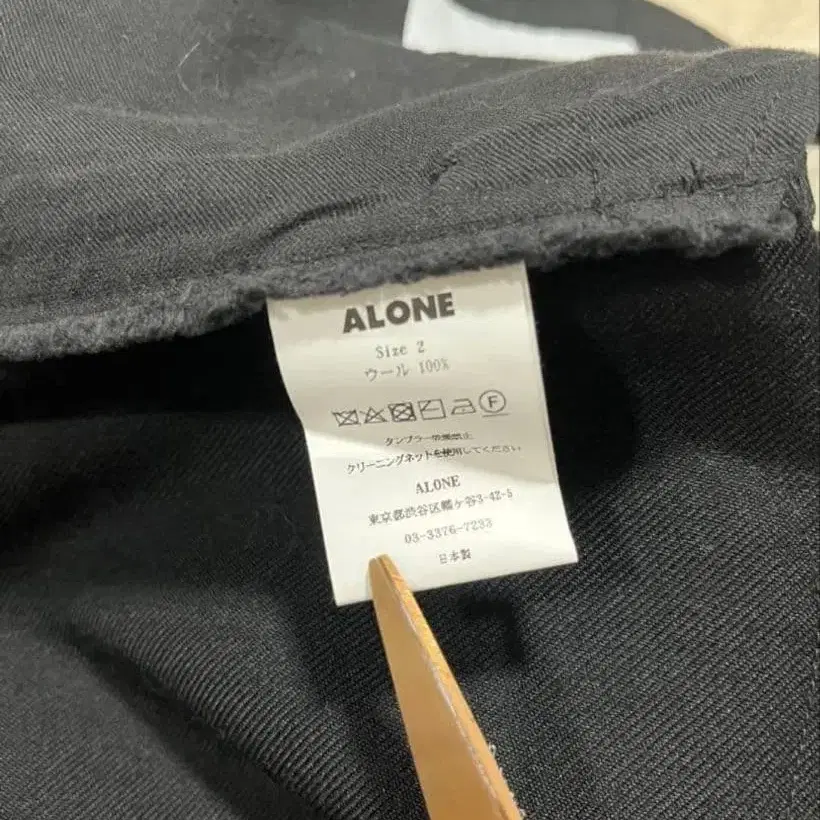 ALONE
Size 2
ウール 100%
F
タンブラー乾燥禁止
クリーニングネットを使用してください
ALONE
東京都渋谷区幡ヶ谷3-42-5
03-3376-7233
日本製